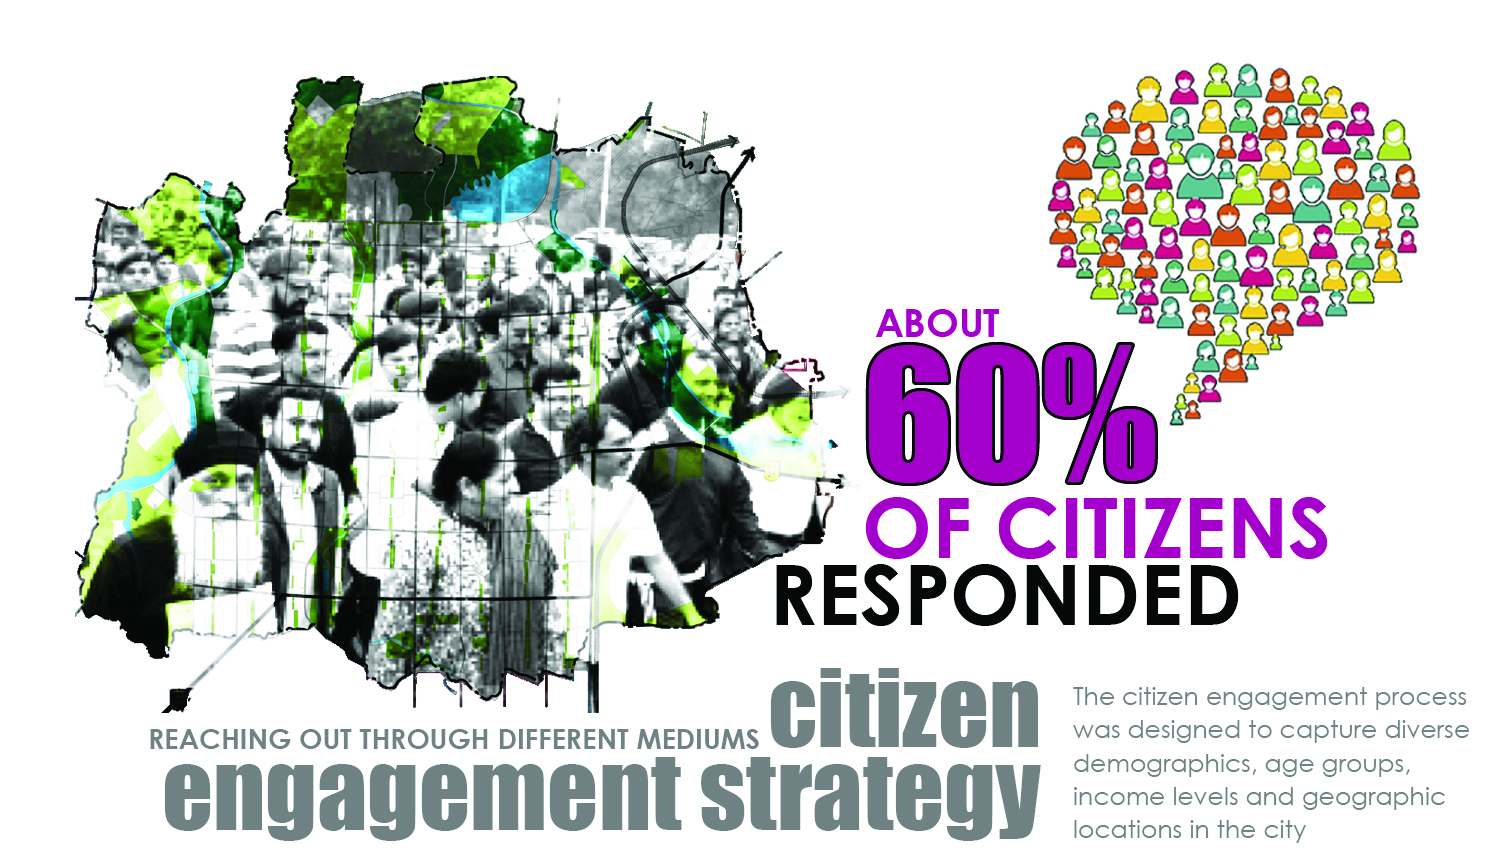 ABOUT
60%
OF CITIZENS
RESPONDED
REACHING OUT THROUGH DIFFERENT MEDIUMS
citizen
engagement strategy
The citizen engagement process
was designed to capture diverse
demographics, age groups,
income levels and geographic
locations in the city